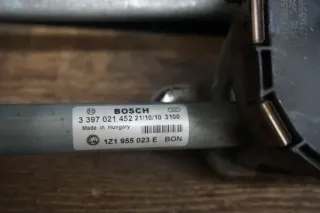 BOSCH
3 397 021 452 21/10/10 3100
Made in Hungary
1Z1 955 023 E BON